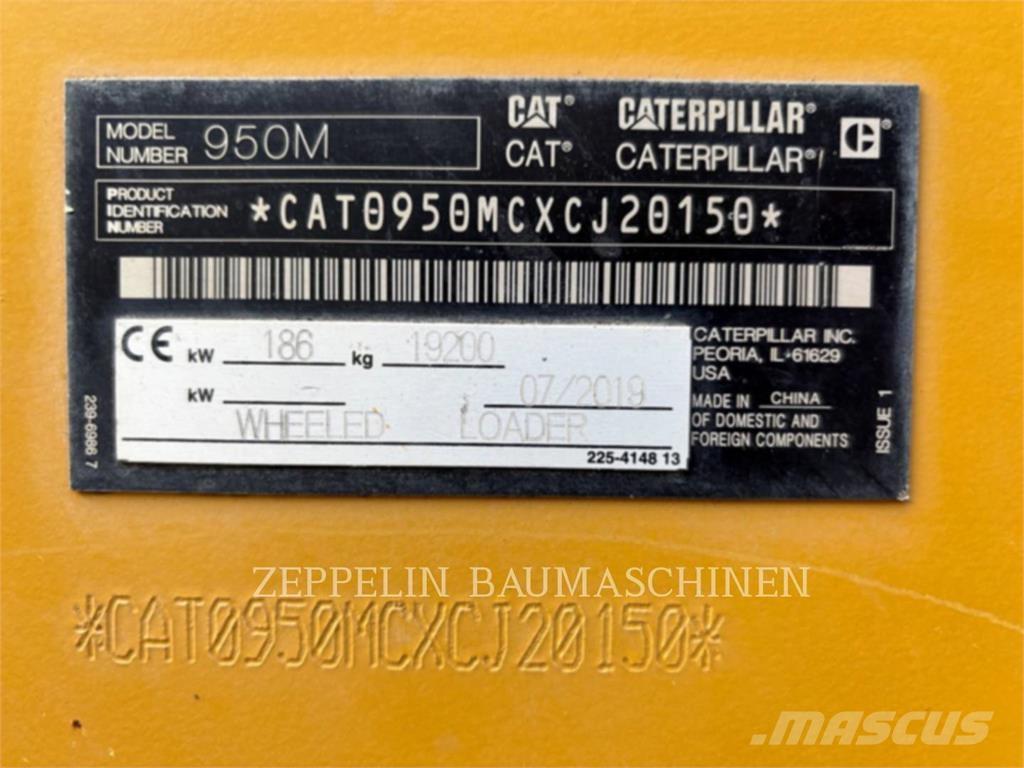 CAT® CATERPILLAR®
CAT® CATERPILLAR®
MODEL NUMBER 950M
PRODUCT IDENTIFICATION NUMBER *CAT0950MCXCJ20150*
CE kW 186 kg 19200
kW - 07/2019
WHEELED LOADER
225-4148 13
CATERPILLAR INC.
PEORIA, IL 61629
USA
MADE IN CHINA
OF DOMESTIC AND
FOREIGN COMPONENTS
239-6986 7
ISSUE 1
ZEPPELIN BAUMASCHINEN
*CAT0950MCXCJ20150*
MASCUS